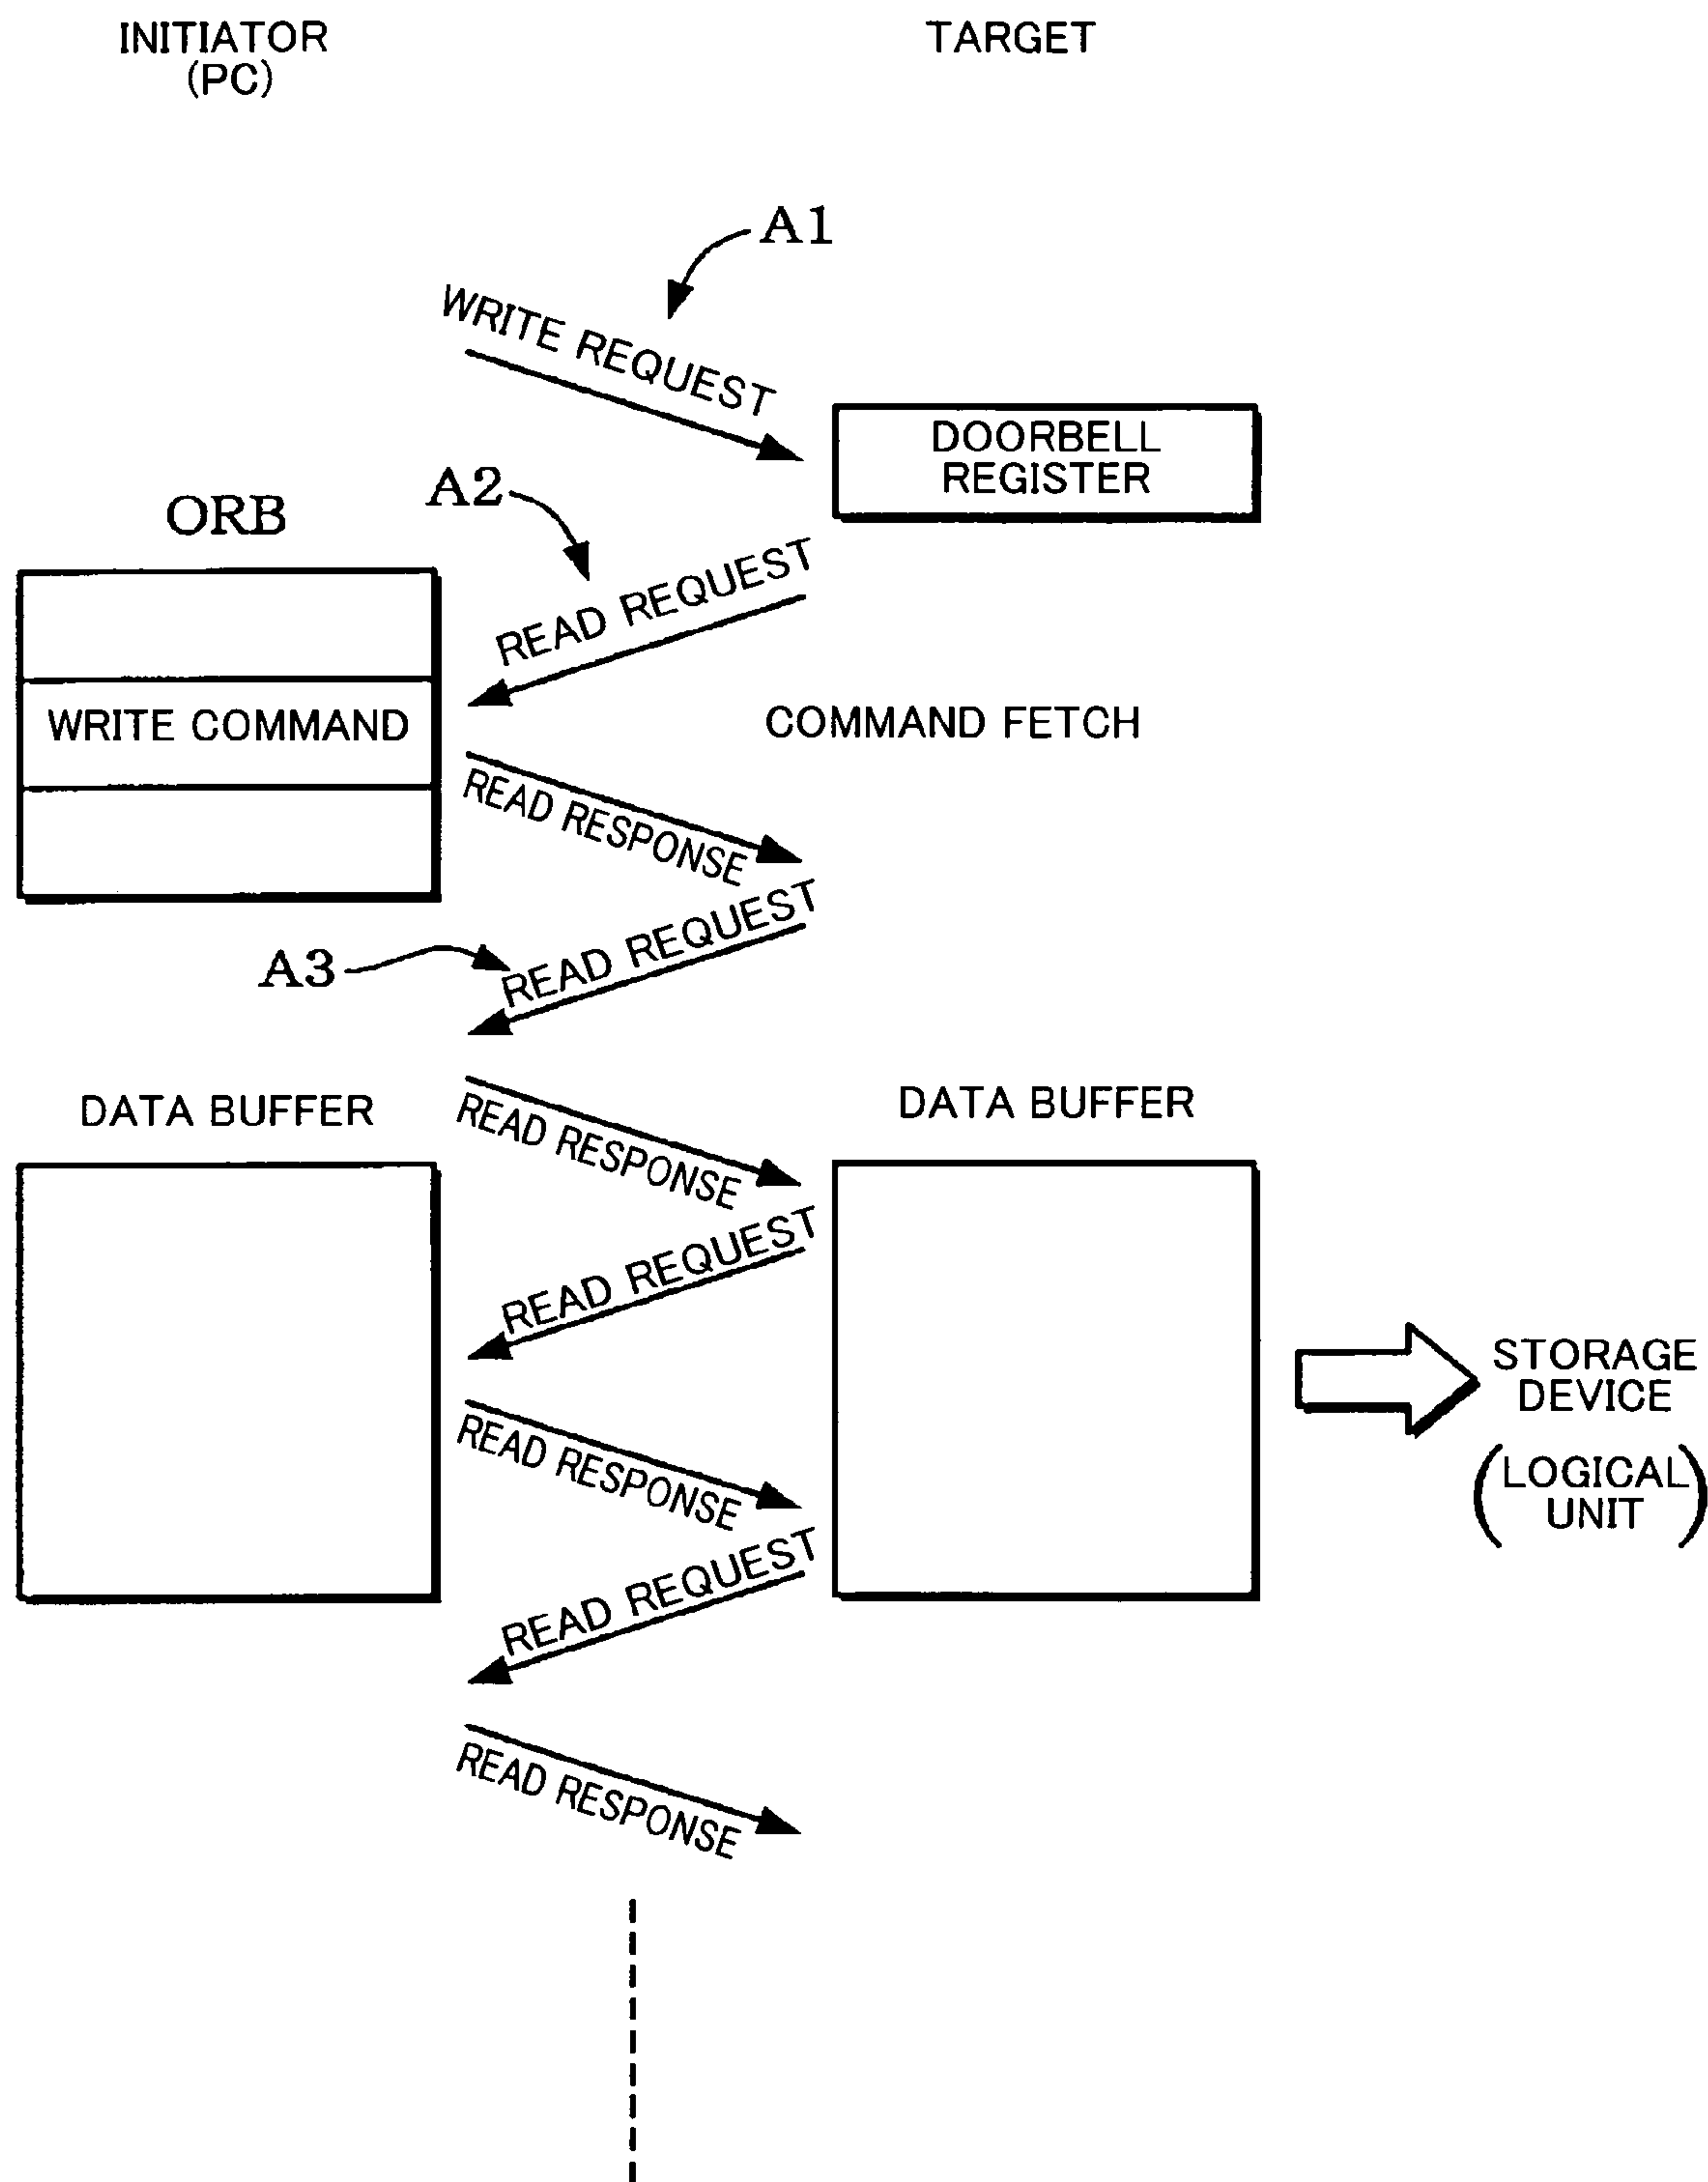 INITIATOR
(PC)
TARGET
A1
WRITE REQUEST
DOORBELL
REGISTER
A2
ORB
READ REQUEST
WRITE COMMAND
COMMAND FETCH
READ RESPONSE
READ REQUEST
A3
DATA BUFFER
DATA BUFFER
READ RESPONSE
READ REQUEST
STORAGE
DEVICE
(LOGICAL
UNIT)
READ RESPONSE
READ REQUEST
READ RESPONSE